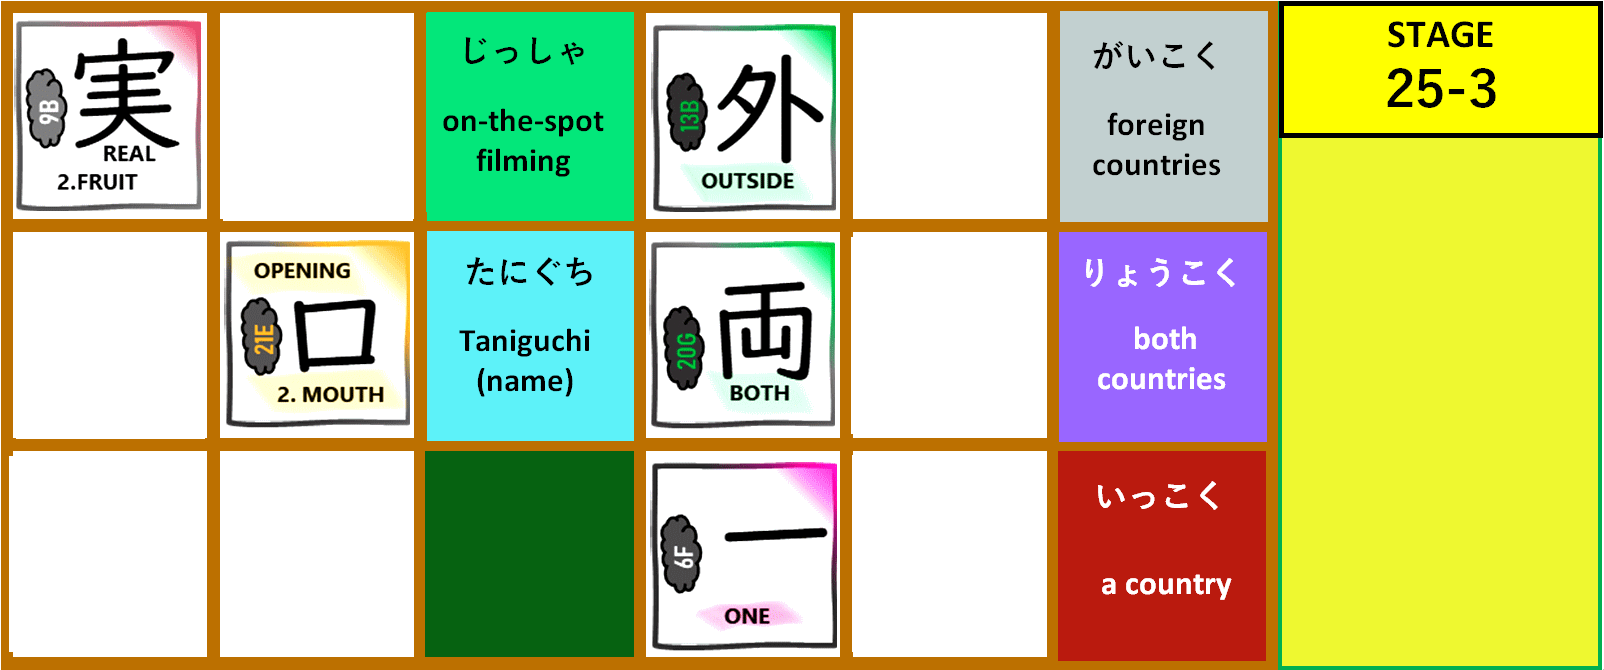 9B
実
REAL
2.FRUIT
じっしゃ
on-the-spot
filming
13B
外
OUTSIDE
がいこく
foreign
countries
STAGE
25-3
OPENING
21E
口
2. MOUTH
たにぐち
Taniguchi
(name)
20G
両
BOTH
りょうこく
both
countries
6F
一
ONE
いっこく
a country